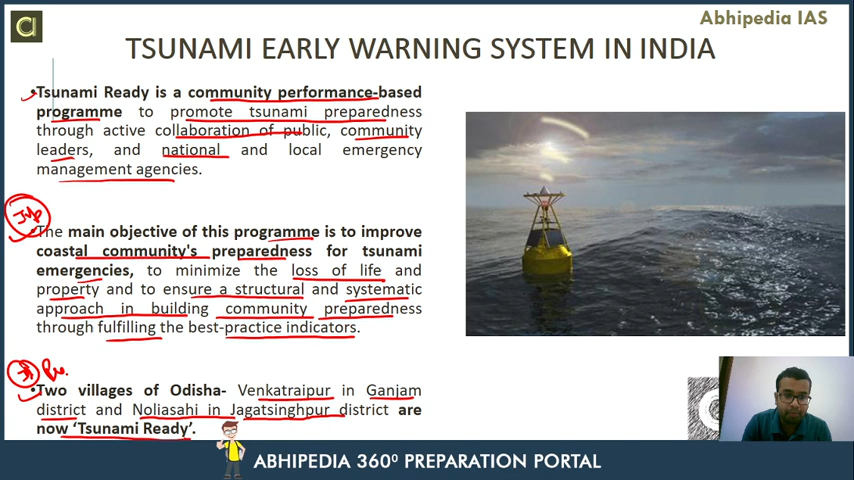 Abhipedia IAS
TSUNAMI EARLY WARNING SYSTEM IN INDIA
•Tsunami Ready is a community performance-based
programme to promote tsunami preparedness
through active collaboration of public, community
leaders, and national and local emergency
management agencies.
Imp
•The main objective of this programme is to improve
coastal community's preparedness for tsunami
emergencies, to minimize the loss of life and
property and to ensure a structural and systematic
approach in building community preparedness
through fulfilling the best-practice indicators.
•Two villages of Odisha- Venkatraipur in Ganjam
district and Noliasahi in Jagatsinghpur district are
now ‘Tsunami Ready’.
ABHIPEDIA 360⁰ PREPARATION PORTAL